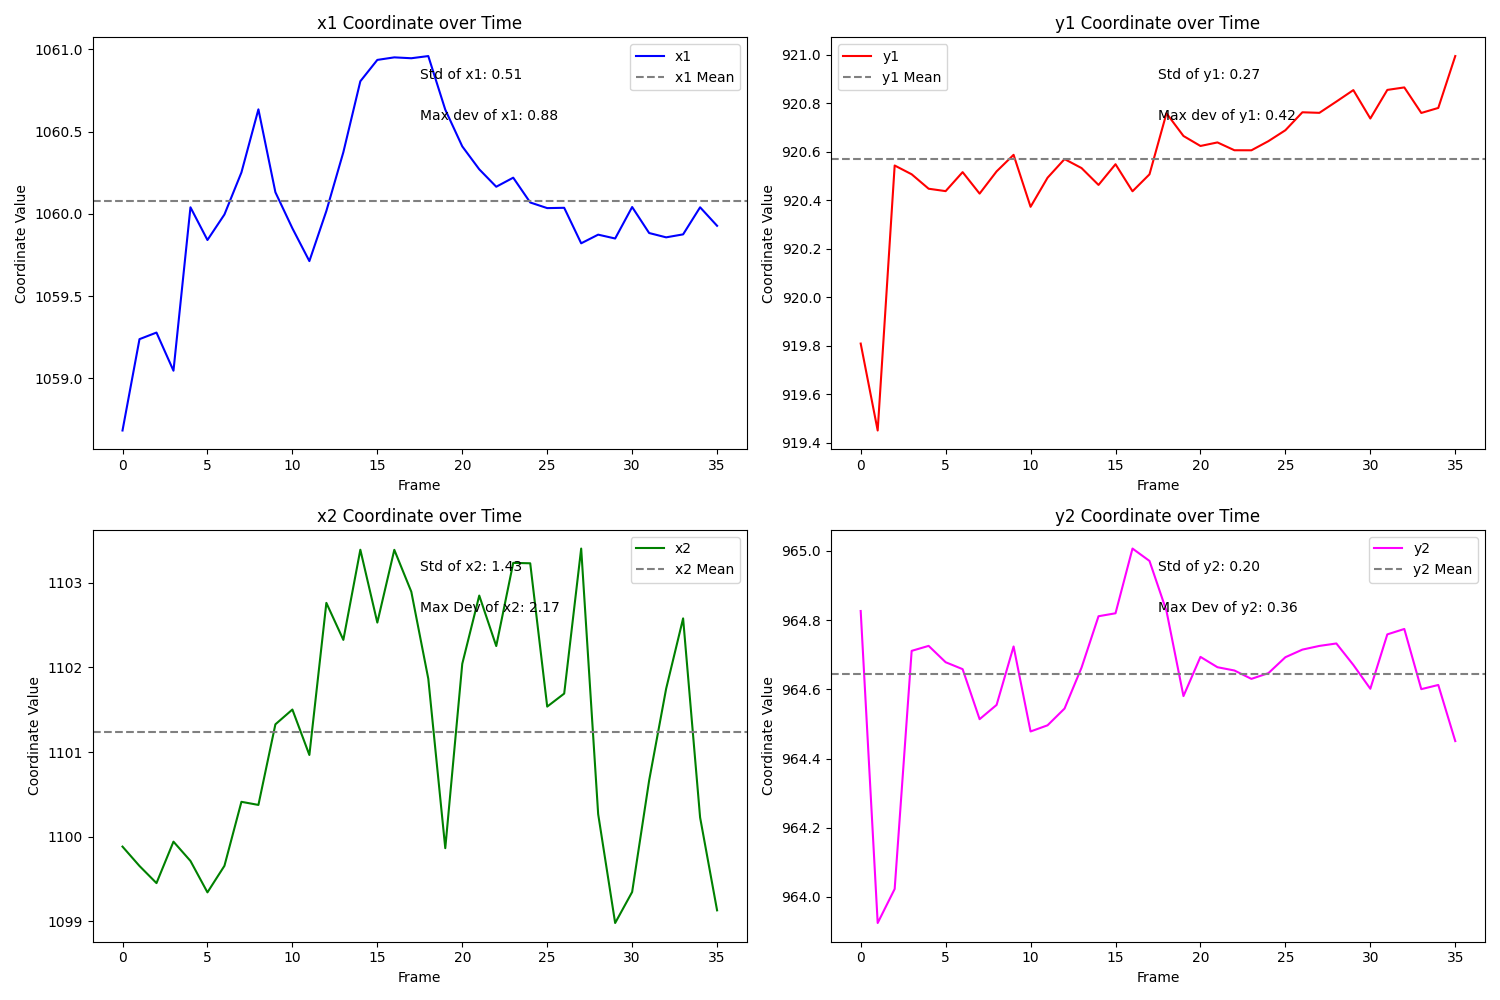 x1 Coordinate over Time
Coordinate Value
1061.0
1060.5
1060.0
1059.5
1059.0
x1
x1 Mean
Std of x1: 0.51
Max dev of x1: 0.88
0 5 10 15 20 25 30 35
Frame
y1 Coordinate over Time
Coordinate Value
921.0
920.8
920.6
920.4
920.2
920.0
919.8
919.6
919.4
y1
y1 Mean
Std of y1: 0.27
Max dev of y1: 0.42
0 5 10 15 20 25 30 35
Frame
x2 Coordinate over Time
Coordinate Value
1103
1102
1101
1100
1099
x2
x2 Mean
Std of x2: 1.43
Max Dev of x2: 2.17
0 5 10 15 20 25 30 35
Frame
y2 Coordinate over Time
Coordinate Value
965.0
964.8
964.6
964.4
964.2
964.0
y2
y2 Mean
Std of y2: 0.20
Max Dev of y2: 0.36
0 5 10 15 20 25 30 35
Frame